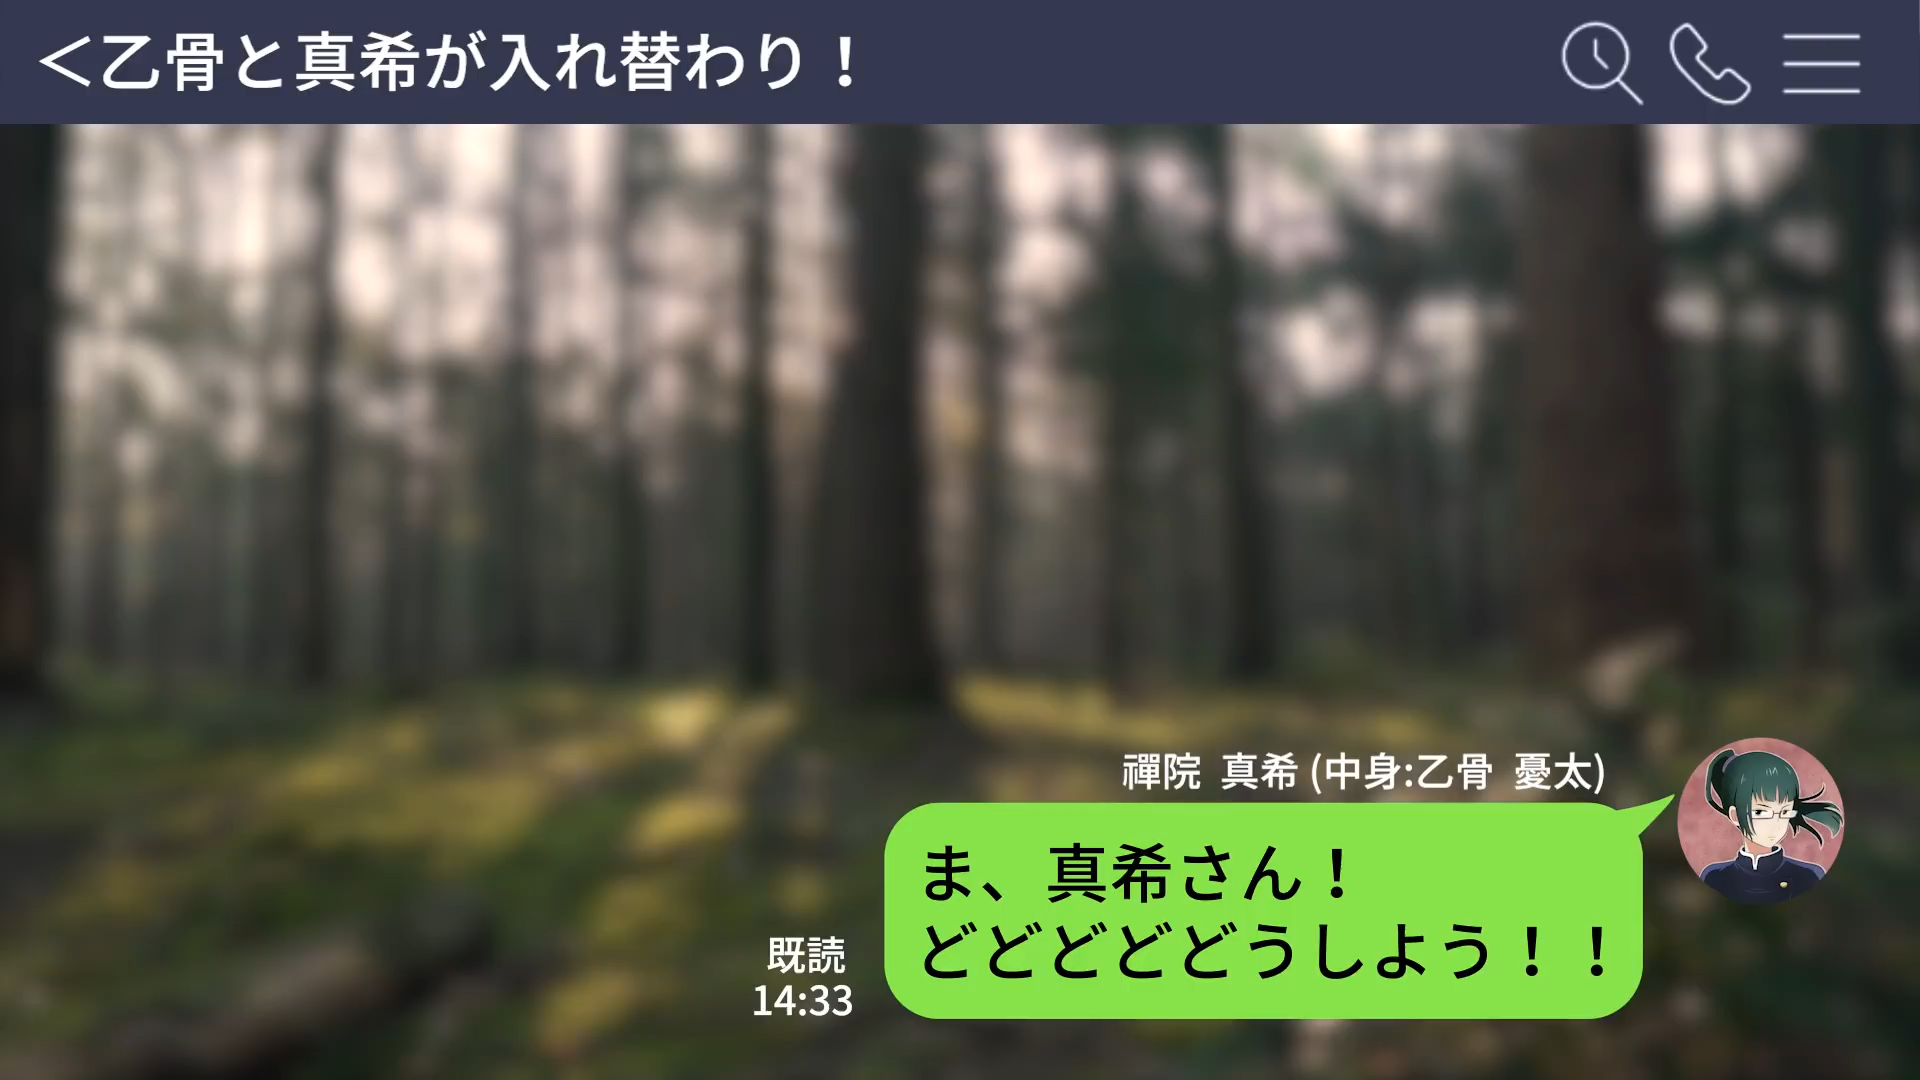 ＜乙骨と真希が入れ替わり！
禪院 真希 (中身:乙骨 憂太)
ま、真希さん！
どどどどどうしよう！！
既読
14:33